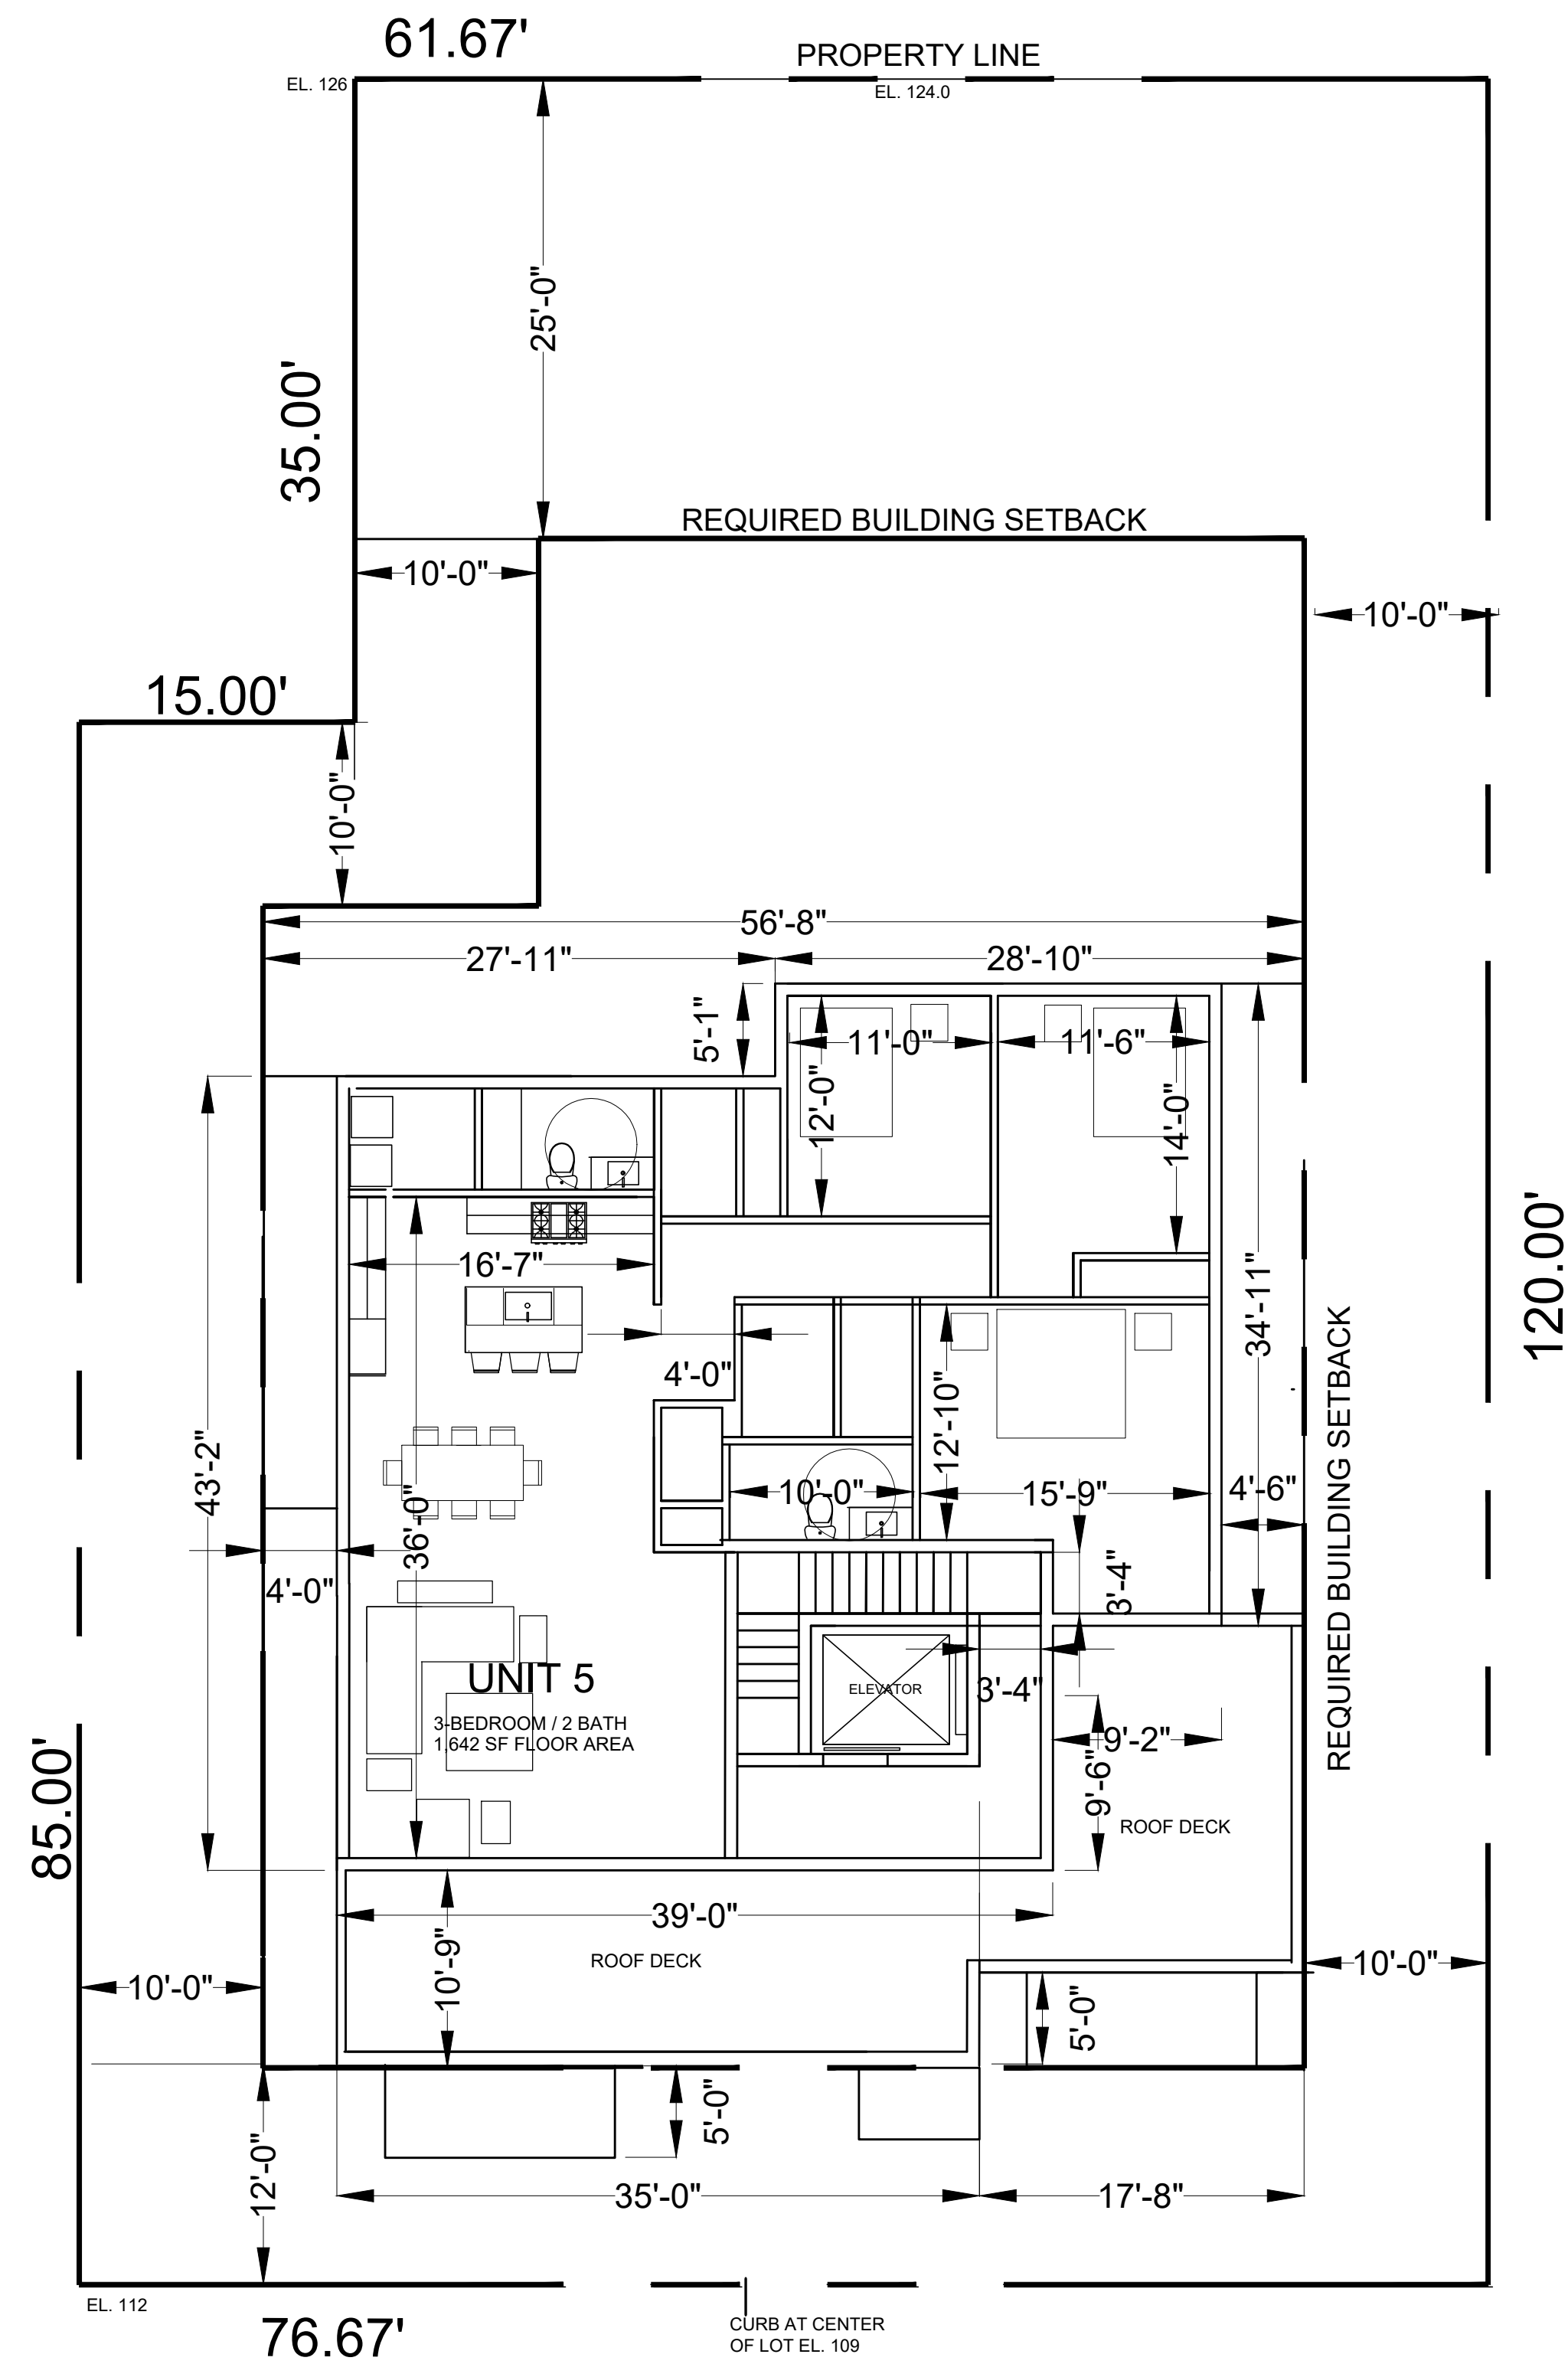 61.67'
PROPERTY LINE
EL. 126
EL. 124.0
25'-0"
35.00'
REQUIRED BUILDING SETBACK
10'-0"
10'-0"
15.00'
10'-0"
56'-8"
27'-11"
28'-10"
5'-1"
11'-0"
11'-6"
12'-0"
14'-0"
120.00'
16'-7"
34'-11"
4'-0"
12'-10"
43'-2"
36'-0"
10'-0"
15'-9"
4'-6"
REQUIRED BUILDING SETBACK
4'-0"
3'-4"
UNIT 5
3-BEDROOM / 2 BATH
1,642 SF FLOOR AREA
ELEVATOR
3'-4"
9'-2"
9'-6"
85.00'
ROOF DECK
39'-0"
10'-9"
ROOF DECK
10'-0"
10'-0"
5'-0"
5'-0"
12'-0"
35'-0"
17'-8"
EL. 112
76.67'
CURB AT CENTER
OF LOT EL. 109